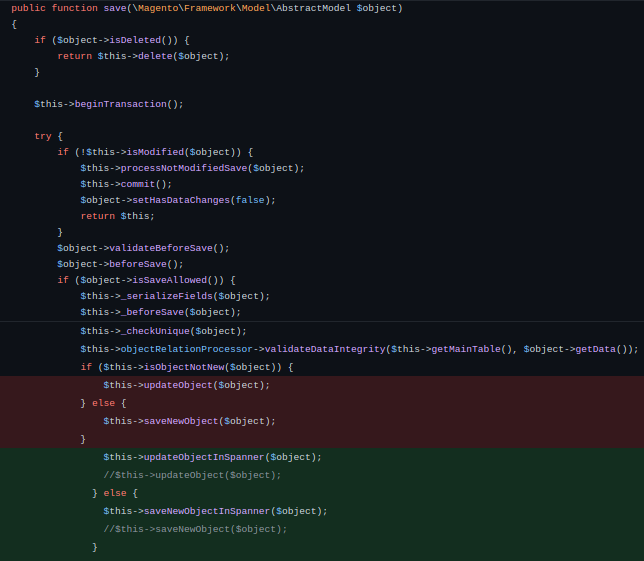 public function save(\Magento\Framework\Model\AbstractModel $object)
{
if ($object->isDeleted()) {
return $this->delete($object);
}
$this->beginTransaction();
try {
if (!$this->isModified($object)) {
$this->processNotModifiedSave($object);
$this->commit();
$object->setHasDataChanges(false);
return $this;
}
$object->validateBeforeSave();
$object->beforeSave();
if ($object->isSaveAllowed()) {
$this->_serializeFields($object);
$this->_beforeSave($object);
$this->_checkUnique($object);
$this->objectRelationProcessor->validateDataIntegrity($this->getMainTable(), $object->getData());
if ($this->isObjectNotNew($object)) {
$this->updateObject($object);
} else {
$this->saveNewObject($object);
}
$this->updateObjectInSpanner($object);
//$this->updateObject($object);
} else {
$this->saveNewObjectInSpanner($object);
//$this->saveNewObject($object);
}